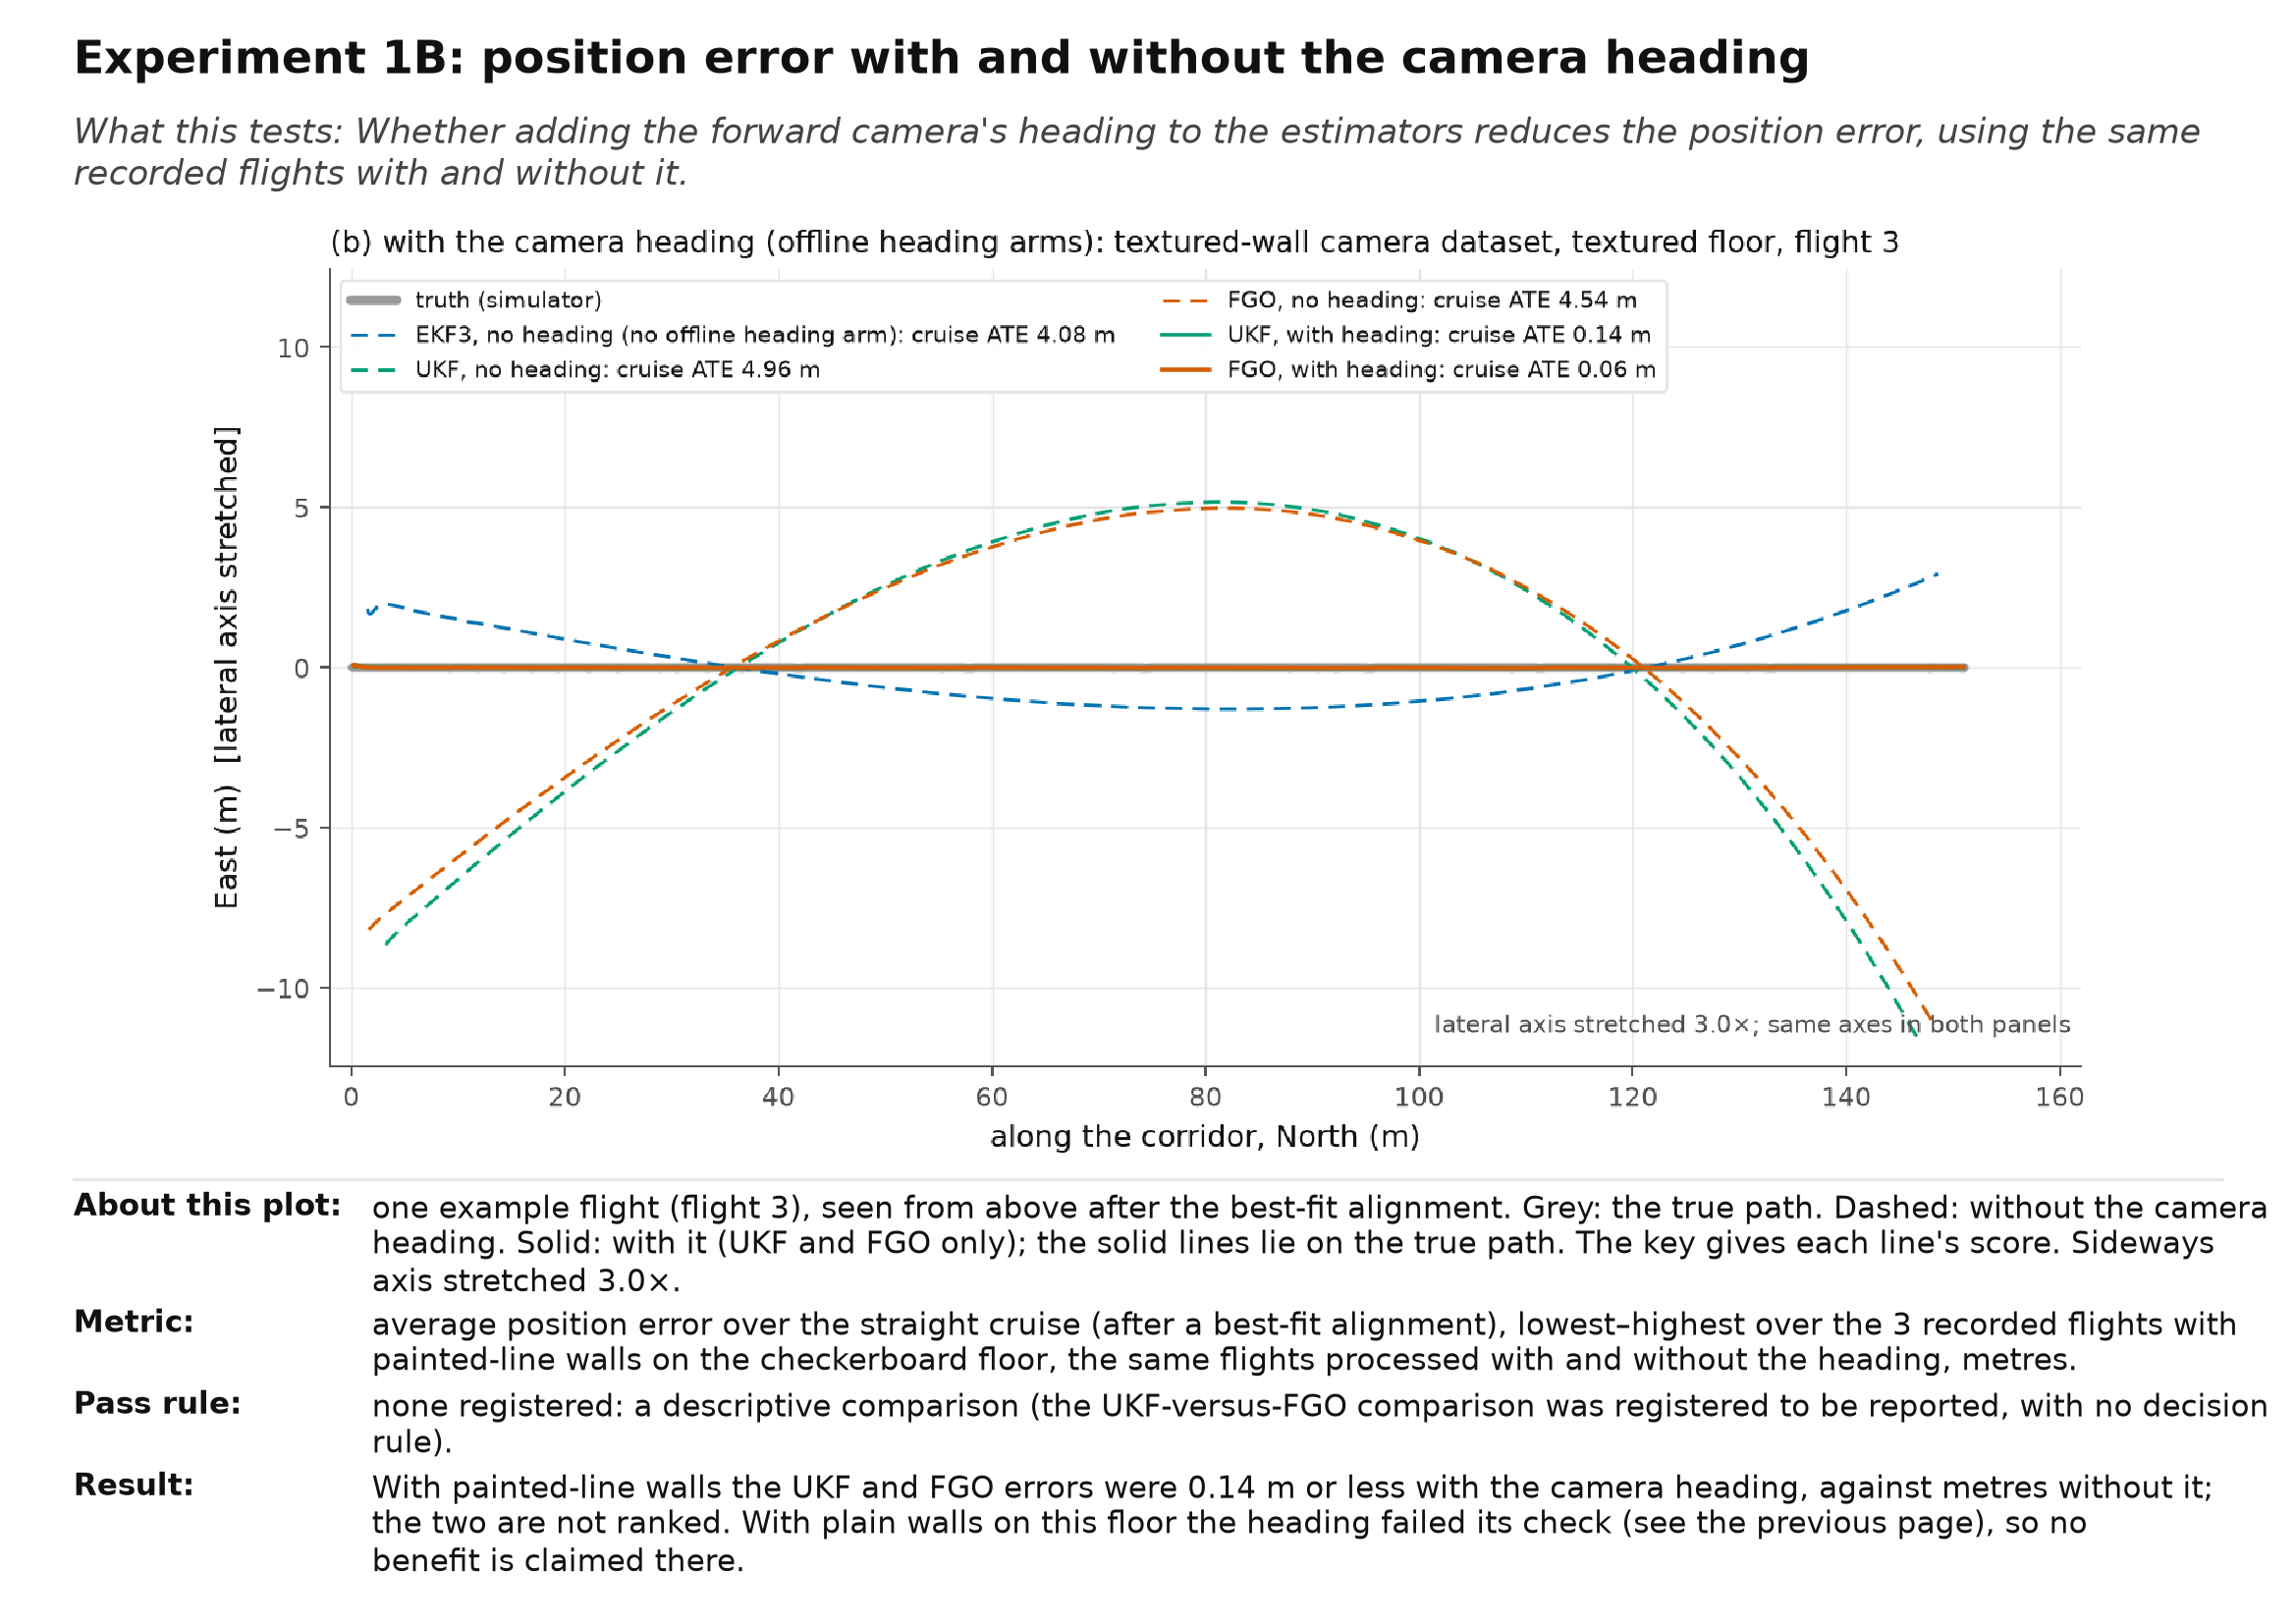 Experiment 1B: position error with and without the camera heading
What this tests: Whether adding the forward camera's heading to the estimators reduces the position error, using the same
recorded flights with and without it.
(b) with the camera heading (offline heading arms): textured-wall camera dataset, textured floor, flight 3
truth (simulator)
EKF3, no heading (no offline heading arm): cruise ATE 4.08 m
UKF, no heading: cruise ATE 4.96 m
FGO, no heading: cruise ATE 4.54 m
UKF, with heading: cruise ATE 0.14 m
FGO, with heading: cruise ATE 0.06 m
East (m) [lateral axis stretched]
10
5
0
−5
−10
lateral axis stretched 3.0×; same axes in both panels
0 20 40 60 80 100 120 140 160
along the corridor, North (m)
About this plot: one example flight (flight 3), seen from above after the best-fit alignment. Grey: the true path. Dashed: without the camera
heading. Solid: with it (UKF and FGO only); the solid lines lie on the true path. The key gives each line's score. Sideways
axis stretched 3.0×.
Metric: average position error over the straight cruise (after a best-fit alignment), lowest–highest over the 3 recorded flights with
painted-line walls on the checkerboard floor, the same flights processed with and without the heading, metres.
Pass rule: none registered: a descriptive comparison (the UKF-versus-FGO comparison was registered to be reported, with no decision
rule).
Result: With painted-line walls the UKF and FGO errors were 0.14 m or less with the camera heading, against metres without it;
the two are not ranked. With plain walls on this floor the heading failed its check (see the previous page), so no
benefit is claimed there.